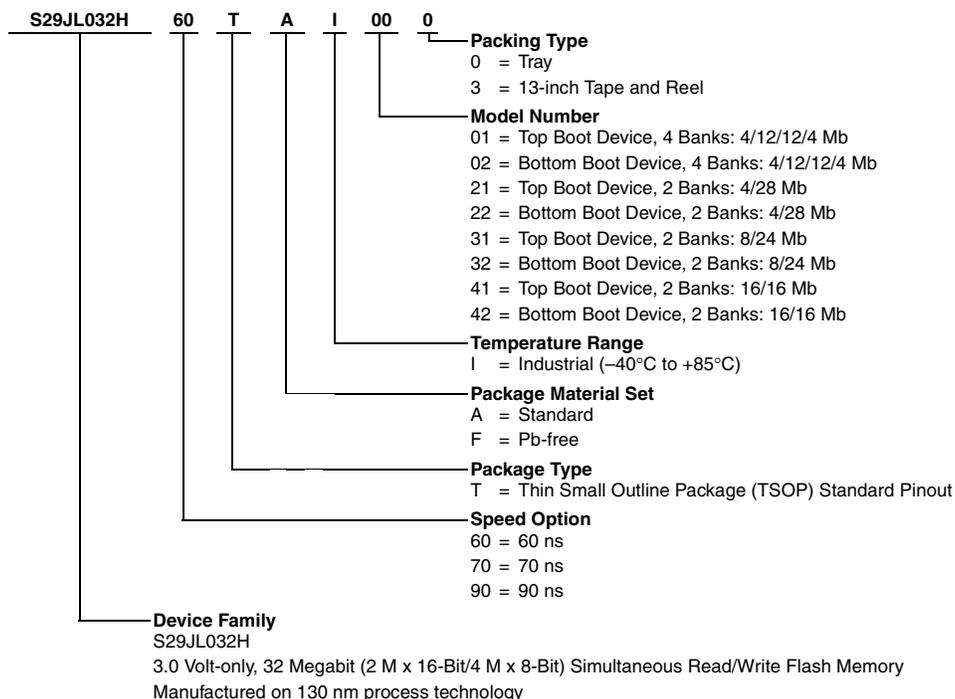 S29JL032H 60 T A I 00 0
Packing Type
0 = Tray
3 = 13-inch Tape and Reel
Model Number
01 = Top Boot Device, 4 Banks: 4/12/12/4 Mb
02 = Bottom Boot Device, 4 Banks: 4/12/12/4 Mb
21 = Top Boot Device, 2 Banks: 4/28 Mb
22 = Bottom Boot Device, 2 Banks: 4/28 Mb
31 = Top Boot Device, 2 Banks: 8/24 Mb
32 = Bottom Boot Device, 2 Banks: 8/24 Mb
41 = Top Boot Device, 2 Banks: 16/16 Mb
42 = Bottom Boot Device, 2 Banks: 16/16 Mb
Temperature Range
I = Industrial (–40°C to +85°C)
Package Material Set
A = Standard
F = Pb-free
Package Type
T = Thin Small Outline Package (TSOP) Standard Pinout
Speed Option
60 = 60 ns
70 = 70 ns
90 = 90 ns
Device Family
S29JL032H
3.0 Volt-only, 32 Megabit (2 M x 16-Bit/4 M x 8-Bit) Simultaneous Read/Write Flash Memory
Manufactured on 130 nm process technology